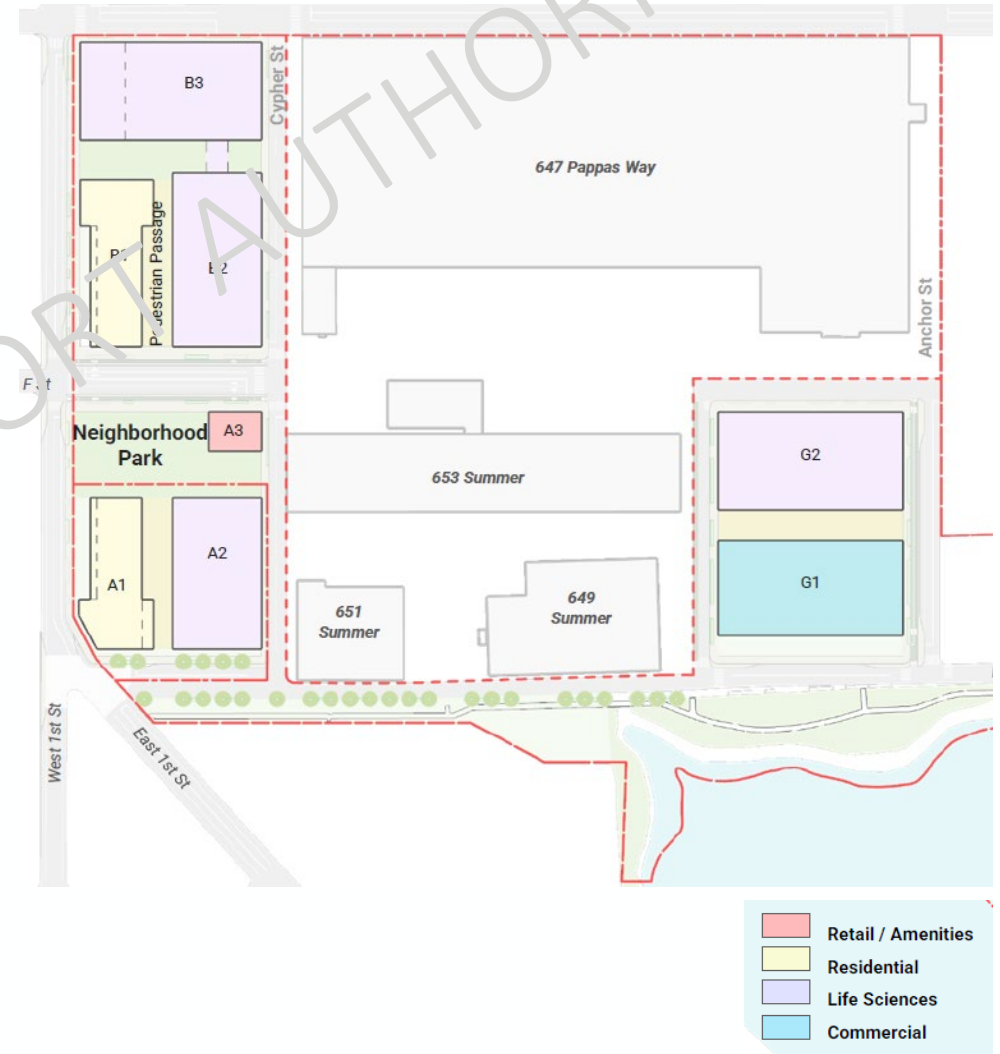 B3
Cypher St
647 Pappas Way
Pedestrian Passage
Anchor St
Neighborhood
Park
A3
653 Summer
G2
A1
A2
G1
651
Summer
649
Summer
West 1st St
East 1st St
Retail / Amenities
Residential
Life Sciences
Commercial